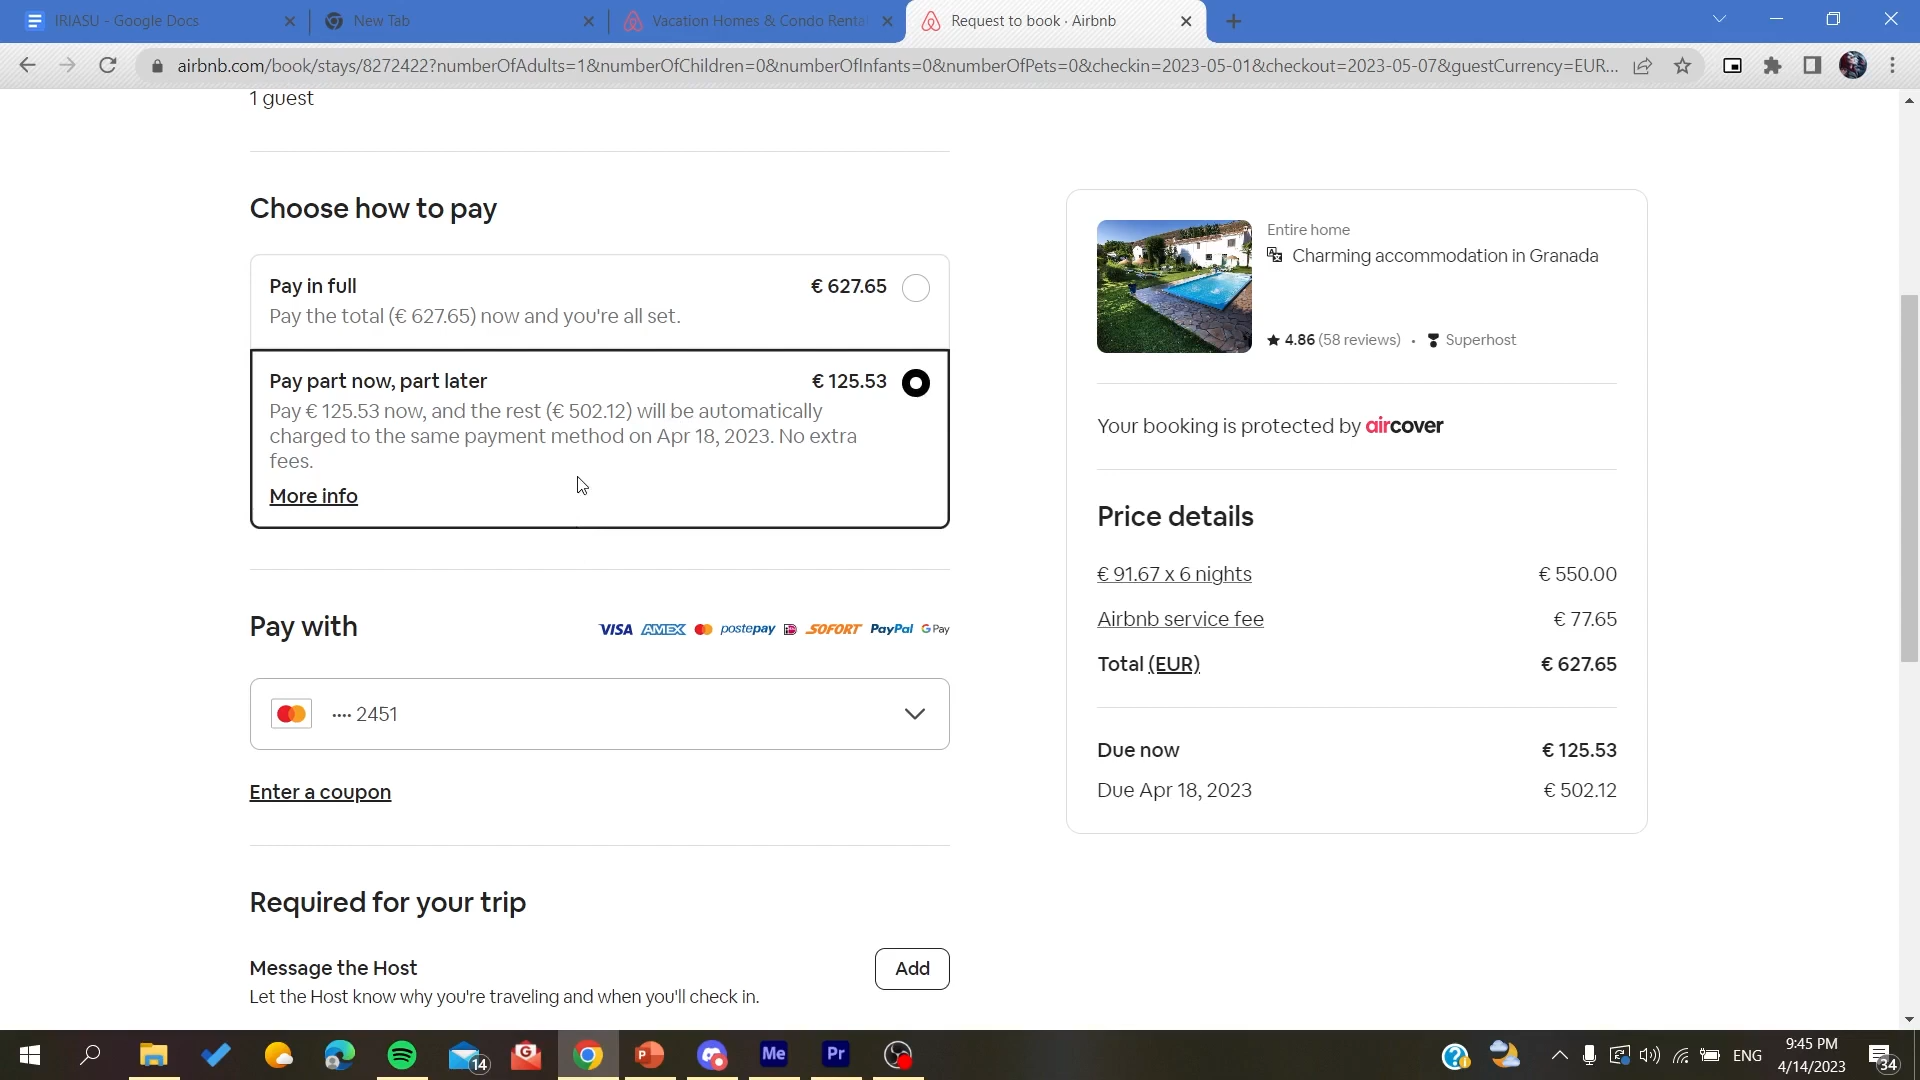 IRIASU - Google Docs
New Tab
Vacation Homes & Condo Renta
Request to book · Airbnb
airbnb.com/book/stays/8272422?numberOfAdults=1&numberOfChildren=0&numberOfInfants=0&numberOfPets=0&checkin=2023-05-01&checkout=2023-05-07&guestCurrency=EUR...
1 guest
Choose how to pay
Pay in full
€ 627.65
Pay the total (€ 627.65) now and you're all set.
Pay part now, part later
€ 125.53
Pay € 125.53 now, and the rest (€ 502.12) will be automatically
charged to the same payment method on Apr 18, 2023. No extra
fees.
More info
Pay with
VISA AMEX postepay SOFORT PayPal G Pay
•••• 2451
Enter a coupon
Required for your trip
Message the Host
Let the Host know why you're traveling and when you'll check in.
Add
Entire home
Charming accommodation in Granada
★ 4.86 (58 reviews) · Superhost
Your booking is protected by aircover
Price details
€ 91.67 x 6 nights € 550.00
Airbnb service fee € 77.65
Total (EUR) € 627.65
Due now € 125.53
Due Apr 18, 2023 € 502.12
14
G
P
Me
Pr
ENG
9:45 PM
4/14/2023
34